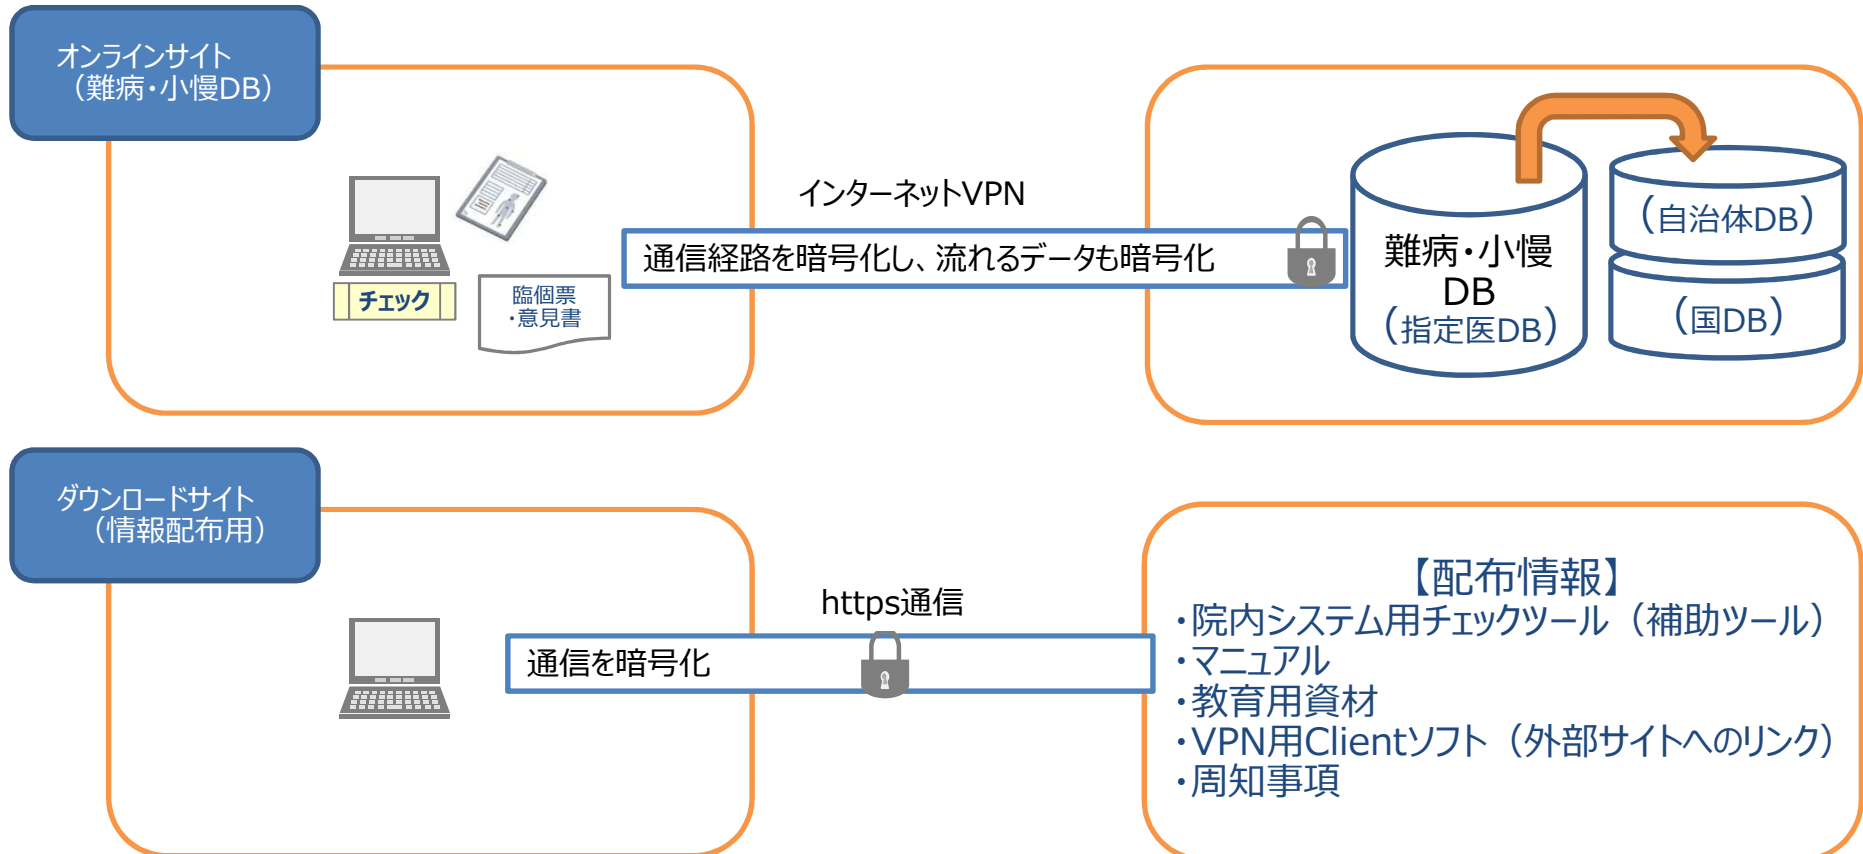 オンラインサイト
（難病・小慢DB）
インターネットVPN
通信経路を暗号化し、流れるデータも暗号化
チェック
臨個票
・意見書
難病・小慢
DB
（指定医DB）
（自治体DB）
（国DB）
ダウンロードサイト
（情報配布用）
https通信
通信を暗号化
【配布情報】
・院内システム用チェックツール（補助ツール）
・マニュアル
・教育用資材
・VPN用Clientソフト（外部サイトへのリンク）
・周知事項